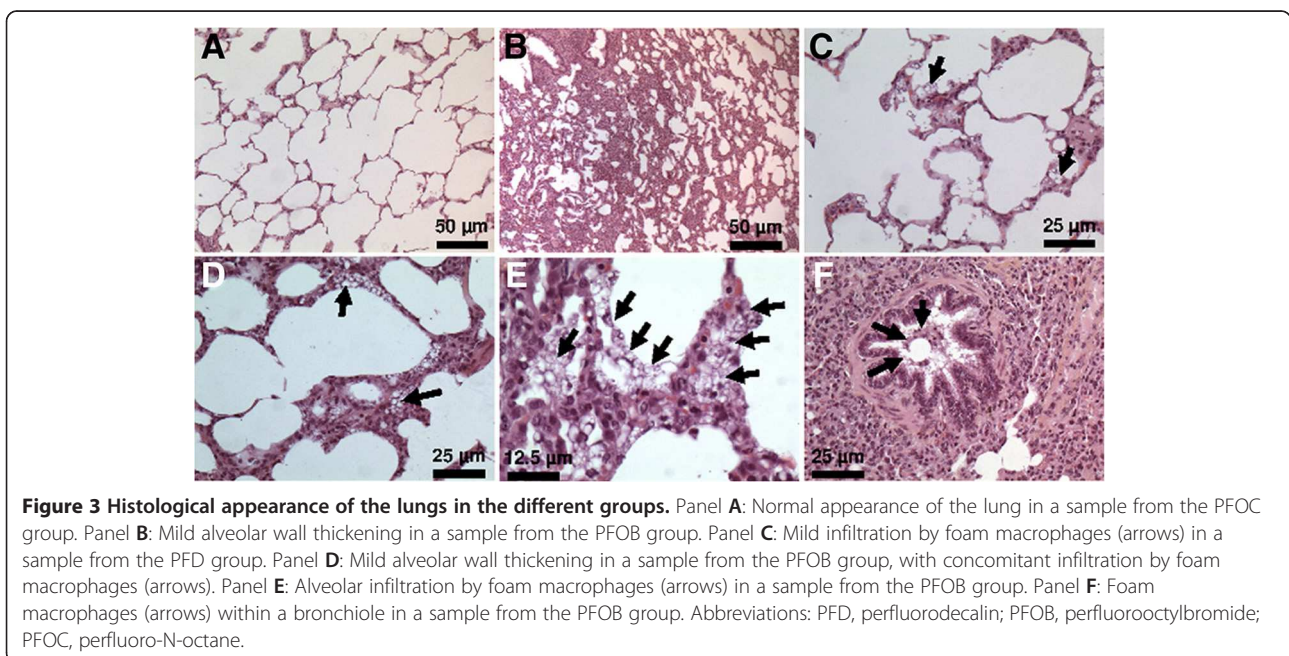 A
B
C
50 µm
50 µm
25 µm
D
E
F
25 µm
12.5 µm
25 µm
Figure 3 Histological appearance of the lungs in the different groups. Panel A: Normal appearance of the lung in a sample from the PFOC
group. Panel B: Mild alveolar wall thickening in a sample from the PFOB group. Panel C: Mild infiltration by foam macrophages (arrows) in a
sample from the PFD group. Panel D: Mild alveolar wall thickening in a sample from the PFOB group, with concomitant infiltration by foam
macrophages (arrows). Panel E: Alveolar infiltration by foam macrophages (arrows) in a sample from the PFOB group. Panel F: Foam
macrophages (arrows) within a bronchiole in a sample from the PFOB group. Abbreviations: PFD, perfluorodecalin; PFOB, perfluorooctylbromide;
PFOC, perfluoro-N-octane.